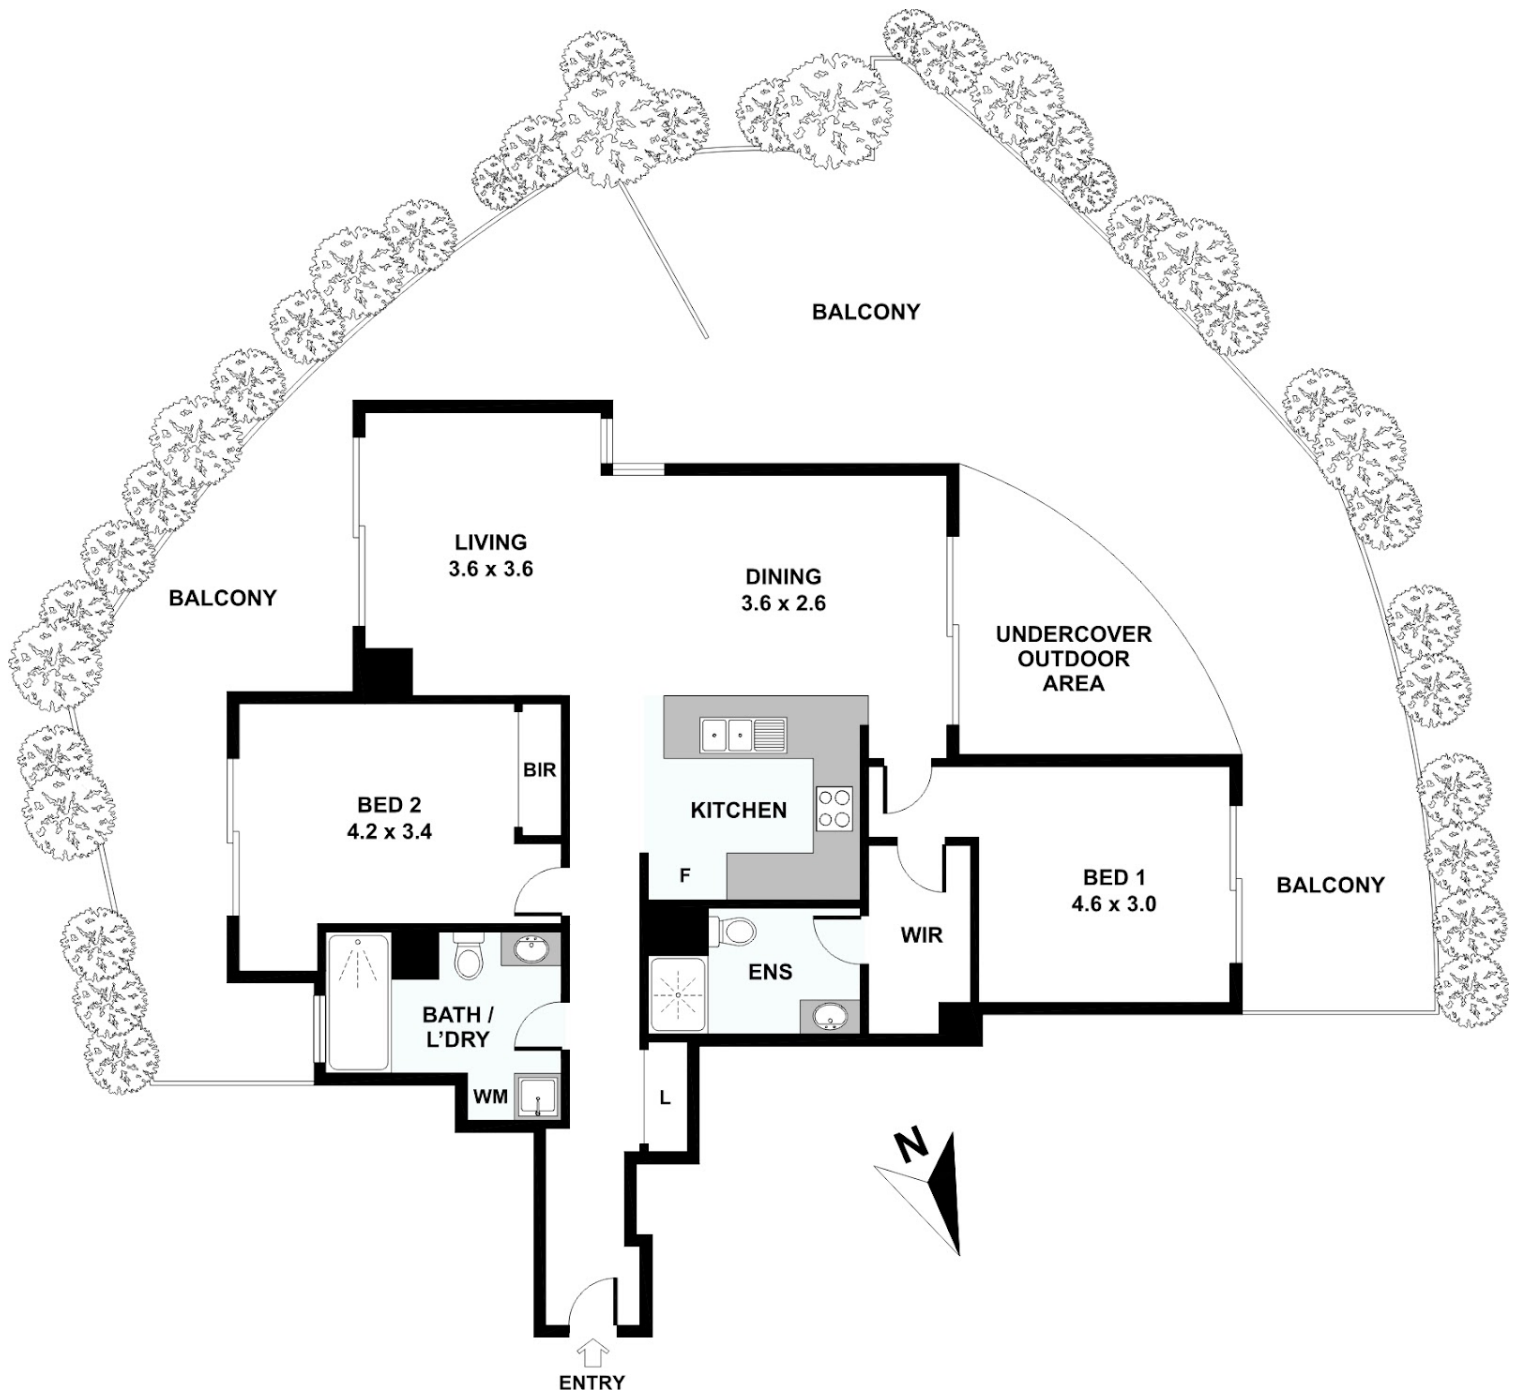 BALCONY
LIVING
3.6 x 3.6
DINING
3.6 x 2.6
BALCONY
UNDERCOVER
OUTDOOR
AREA
BIR
BED 2
4.2 x 3.4
KITCHEN
F
BED 1
4.6 x 3.0
BALCONY
WIR
ENS
BATH /
L'DRY
WM
L
N
ENTRY